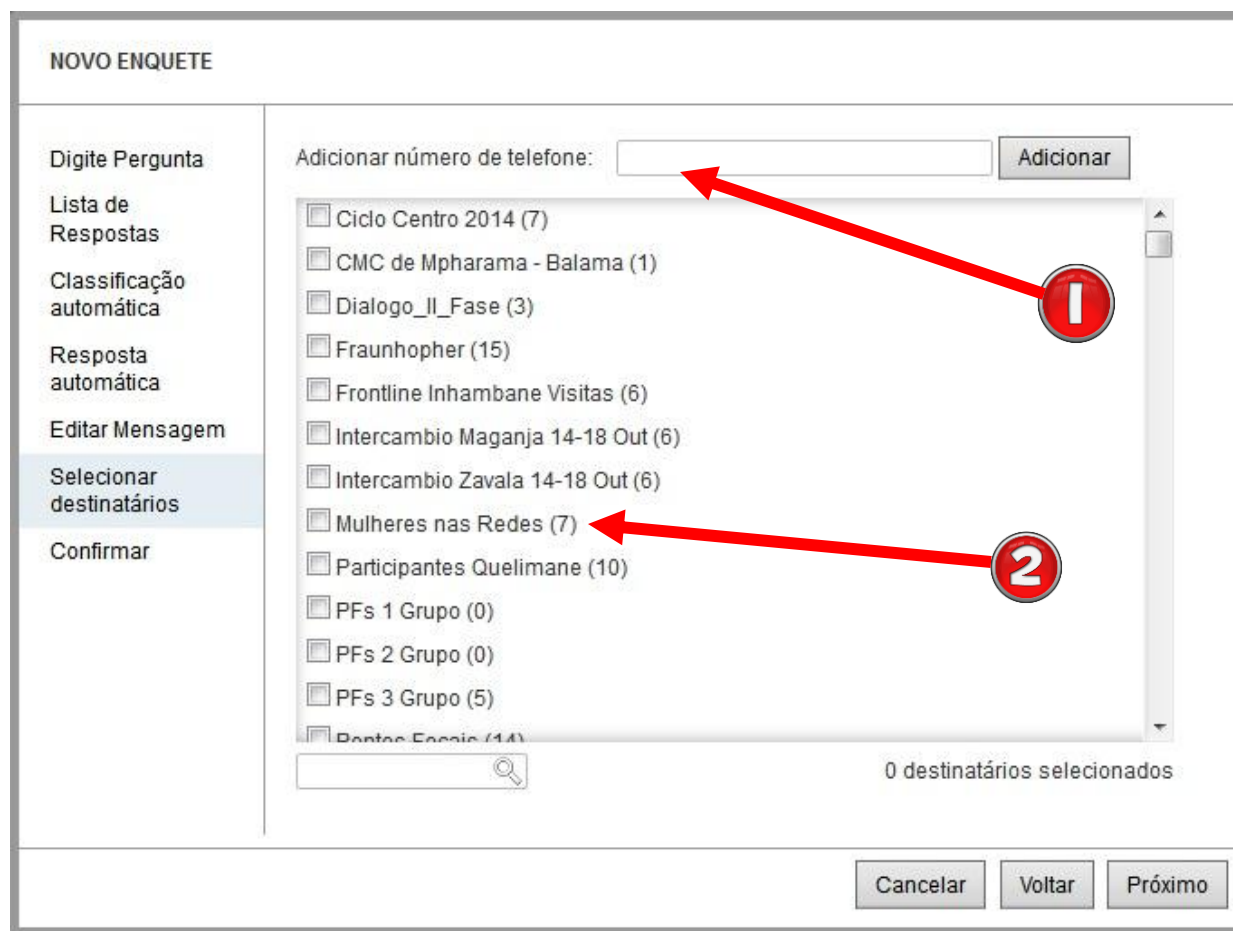 NOVO ENQUETE
Digite Pergunta
Lista de
Respostas
Classificação
automática
Resposta
automática
Editar Mensagem
Selecionar
destinatários
Confirmar
Adicionar número de telefone:
Adicionar
Ciclo Centro 2014 (7)
CMC de Mpharama - Balama (1)
Dialogo_II_Fase (3)
Fraunhopher (15)
Frontline Inhambane Visitas (6)
Intercambio Maganja 14-18 Out (6)
Intercambio Zavala 14-18 Out (6)
Mulheres nas Redes (7)
Participantes Quelimane (10)
PFs 1 Grupo (0)
PFs 2 Grupo (0)
PFs 3 Grupo (5)
Pontos Focais (14)
1
2
0 destinatários selecionados
Cancelar
Voltar
Próximo